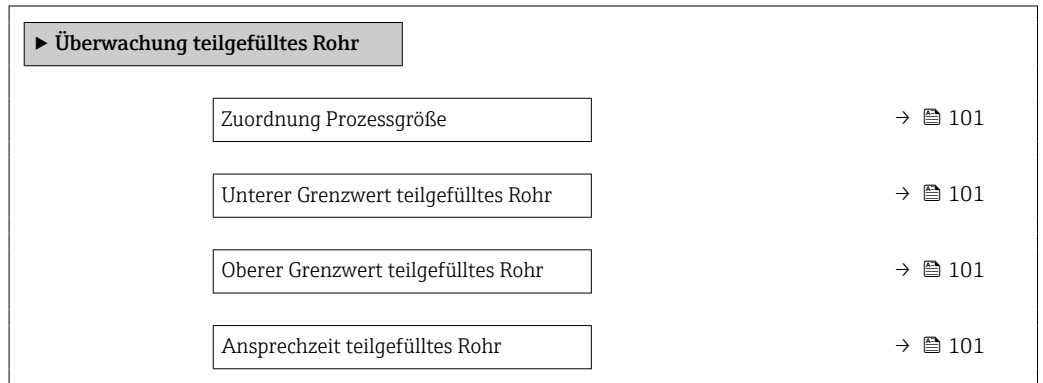 ► Überwachung teilgefülltes Rohr
Zuordnung Prozessgröße → 101
Unterer Grenzwert teilgefülltes Rohr → 101
Oberer Grenzwert teilgefülltes Rohr → 101
Ansprechzeit teilgefülltes Rohr → 101